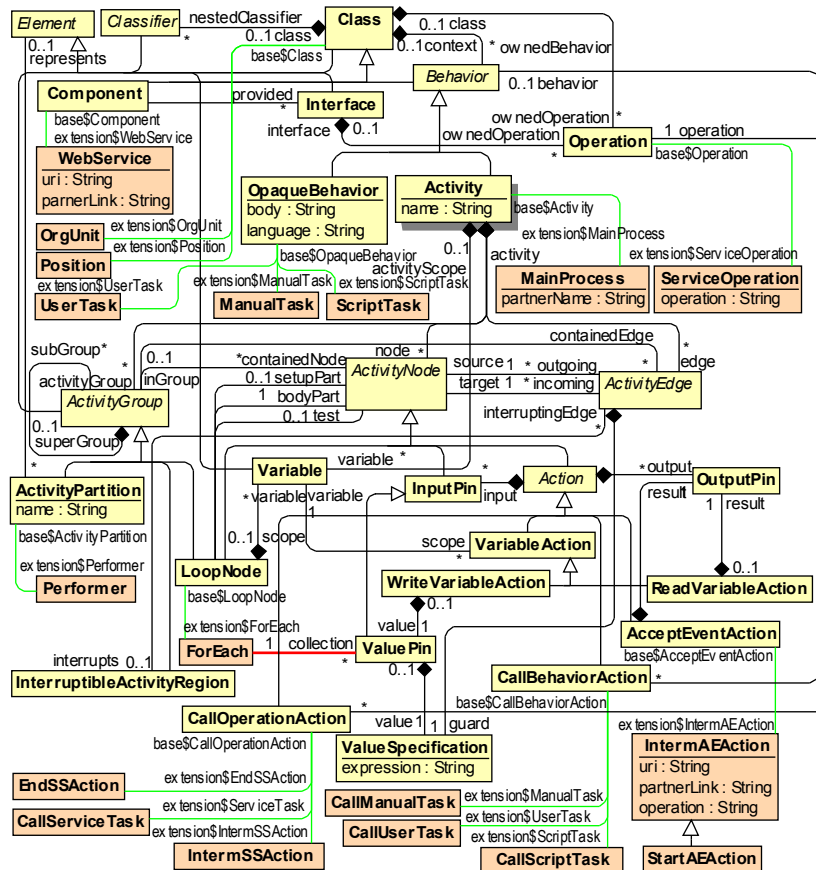 Element
Classifier
nestedClassifier
Class
0..1
*
0..1 class
0..1 class
represents
base$Class
0..1 context
*
ownedBehavior
Behavior
0..1 behavior
Component
provided
*
Interface
base$Component
interface
0..1
ownedOperation
*
ownedOperation
*
Operation
1 operation
base$Operation
extension$WebService
WebService
uri : String
parnerLink : String
OpaqueBehavior
body : String
language : String
Activity
name : String
base$Activity
extension$OrgUnit
OrgUnit
extension$Position
Position
extension$MainProcess
0..1
activity
base$OpaqueBehavior
activityScope
extension$ServiceOperation
extension$UserTask
extension$ManualTask
extension$ScriptTask
UserTask
ManualTask
ScriptTask
MainProcess
partnerName : String
ServiceOperation
operation : String
subGroup*
*
0..1
node
*
containedEdge
*
*
edge
activityGroup
inGroup
*containedNode
source 1
*outgoing
ActivityNode
0..1 setupPart
target 1
*incoming
ActivityEdge
ActivityGroup
1 bodyPart
0..1 test
interruptingEdge
*
0..1
superGroup
*
Variable
variable *
InputPin
*
input
Action
*output
OutputPin
ActivityPartition
name : String
*variable
variable
1
result
1
1
result
base$ActivityPartition
0..1
scope
scope
*
VariableAction
extension$Performer
LoopNode
WriteVariableAction
0..1
0..1
ReadVariableAction
Performer
base$LoopNode
extension$ForEach
value 1
AcceptEventAction
ForEach
1 collection
*
ValuePin
base$AcceptEventAction
interrupts
0..1
0..1
InterruptibleActivityRegion
CallBehaviorAction
*
CallOperationAction
*
base$CallBehaviorAction
base$CallOperationAction
value 1
1
guard
extension$IntermAEAction
ValueSpecification
expression : String
IntermAEAction
uri : String
partnerLink : String
operation : String
extension$EndSSAction
EndSSAction
extension$ServiceTask
CallServiceTask
extension$IntermSSAction
IntermSSAction
extension$ManualTask
CallManualTask
extension$UserTask
CallUserTask
extension$ScriptTask
CallScriptTask
StartAEAction